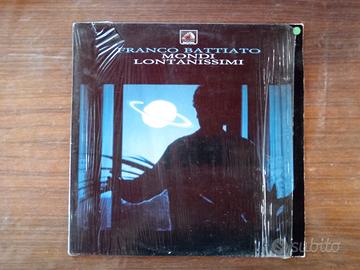 FRANCO BATTIATO
MONDI
LONTANISSIMI
subito